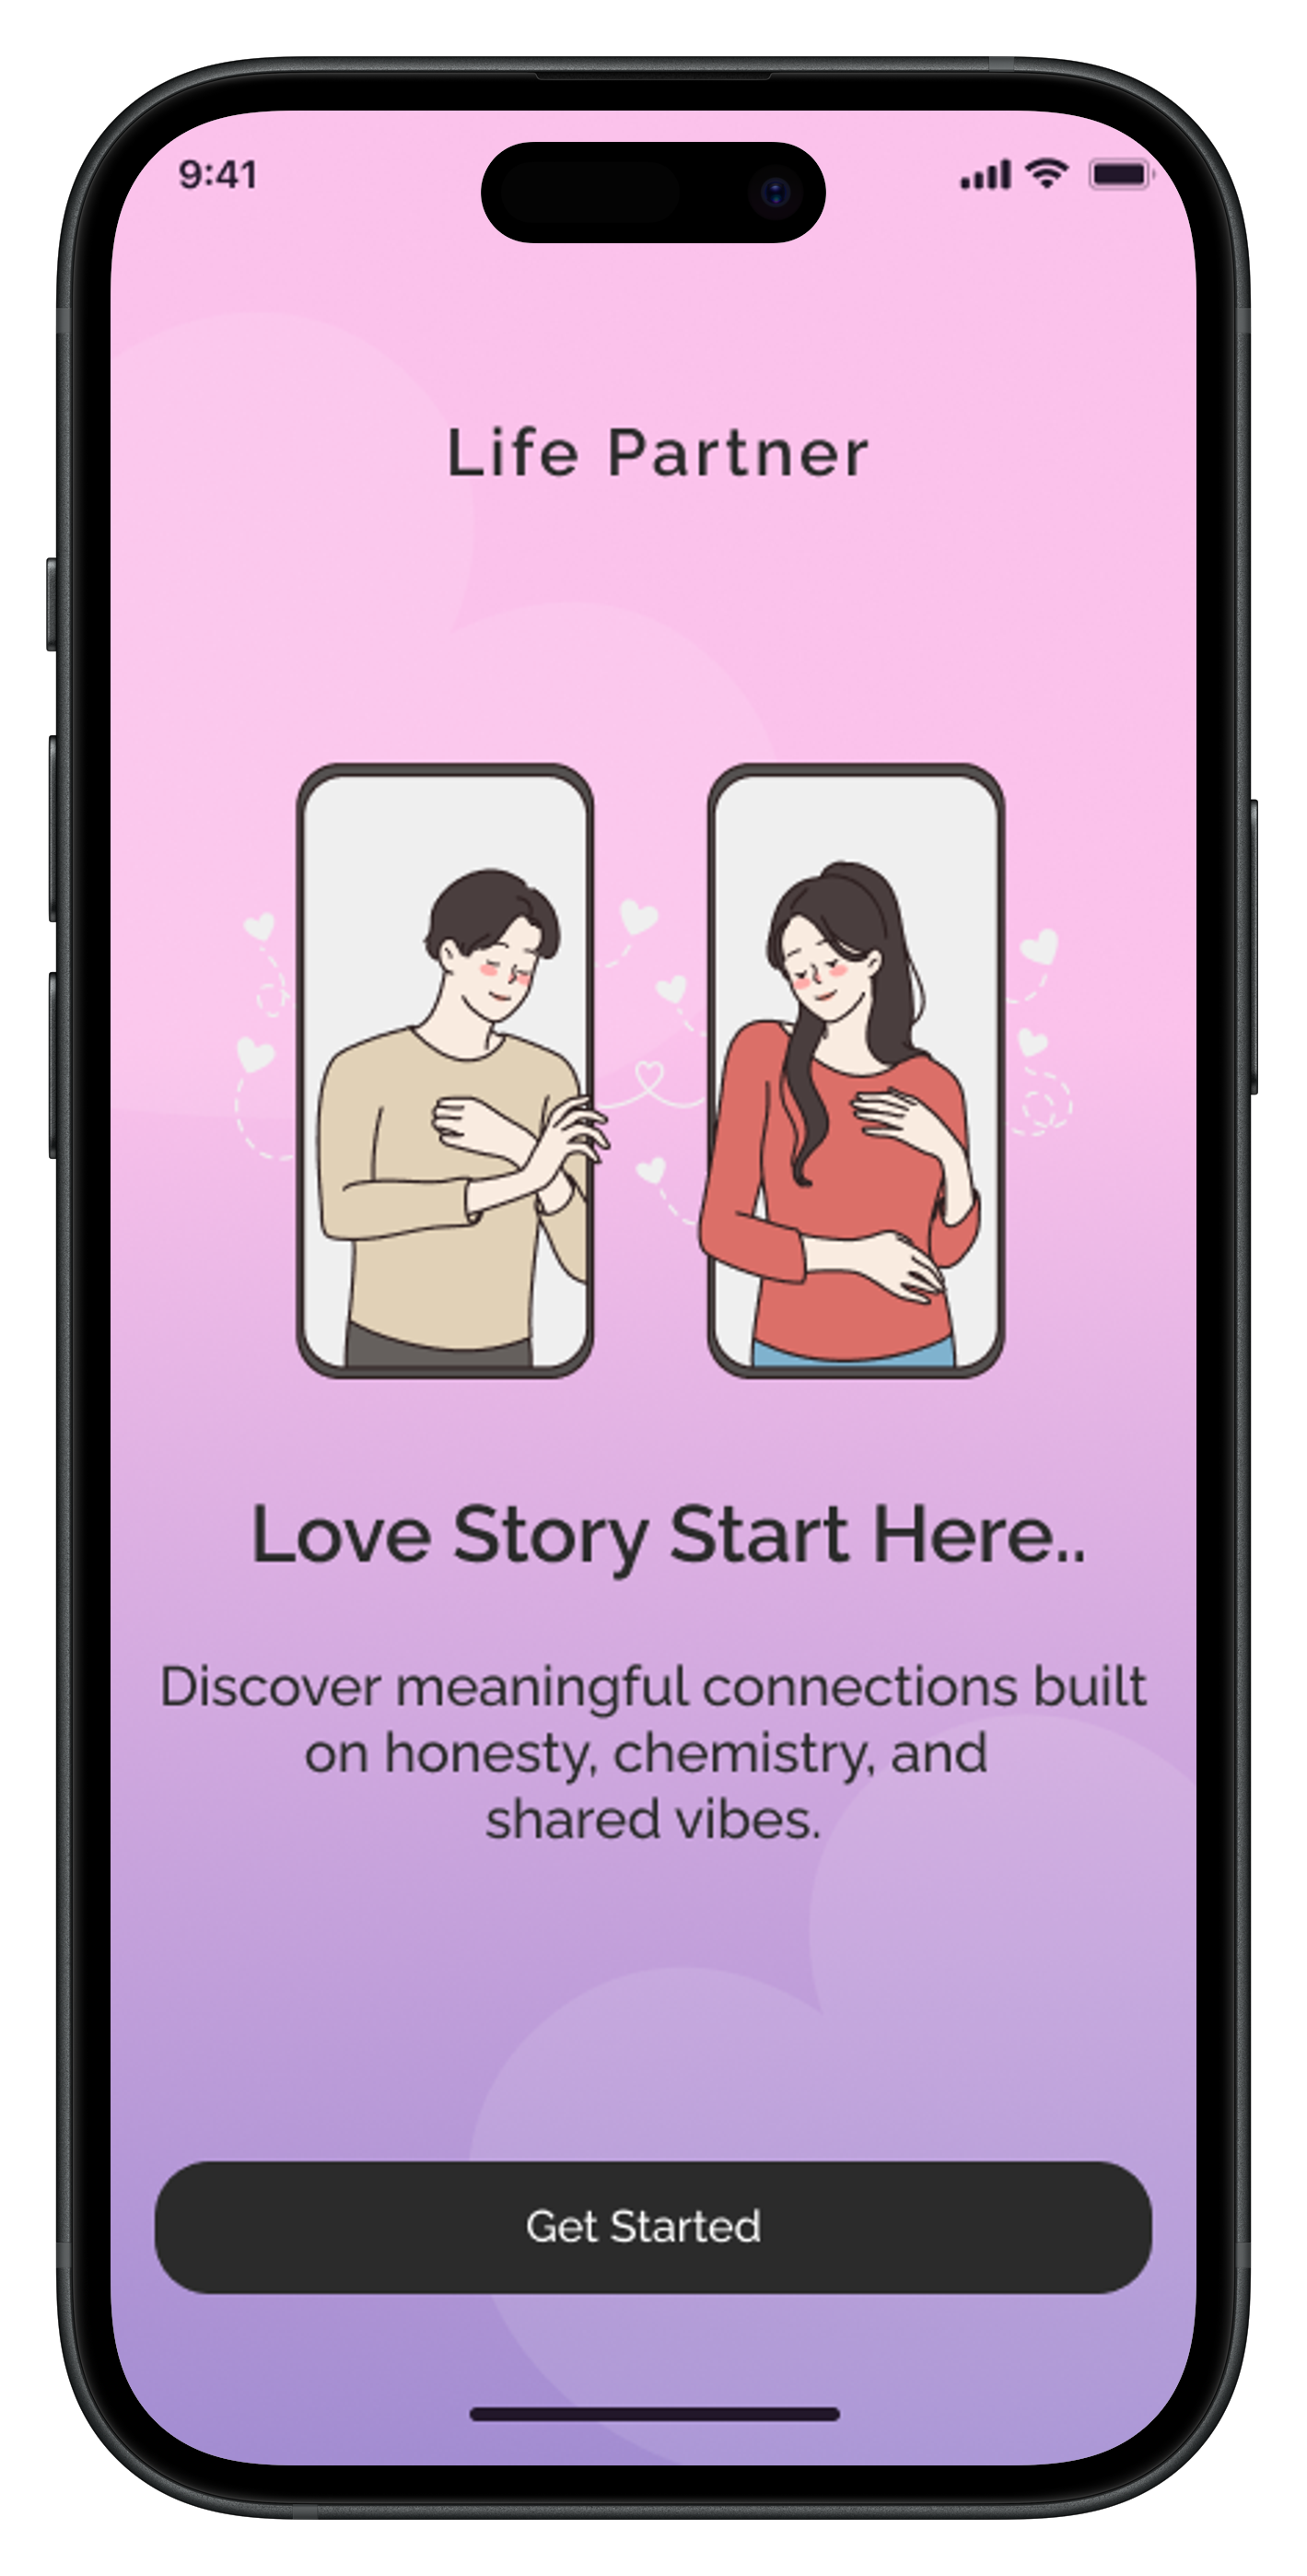 9:41
Life Partner
Love Story Start Here..
Discover meaningful connections built
on honesty, chemistry, and
shared vibes.
Get Started